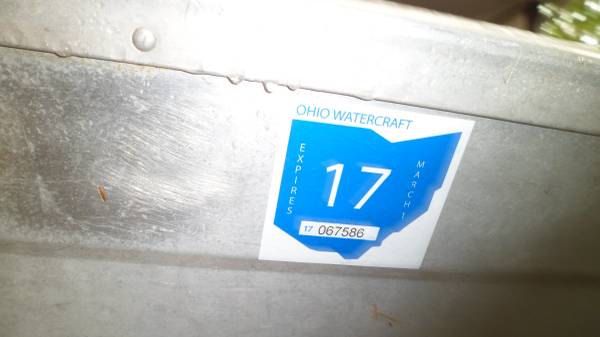 OHIO WATERCRAFT
EXPIRES
17
MARCH 1
17 067586